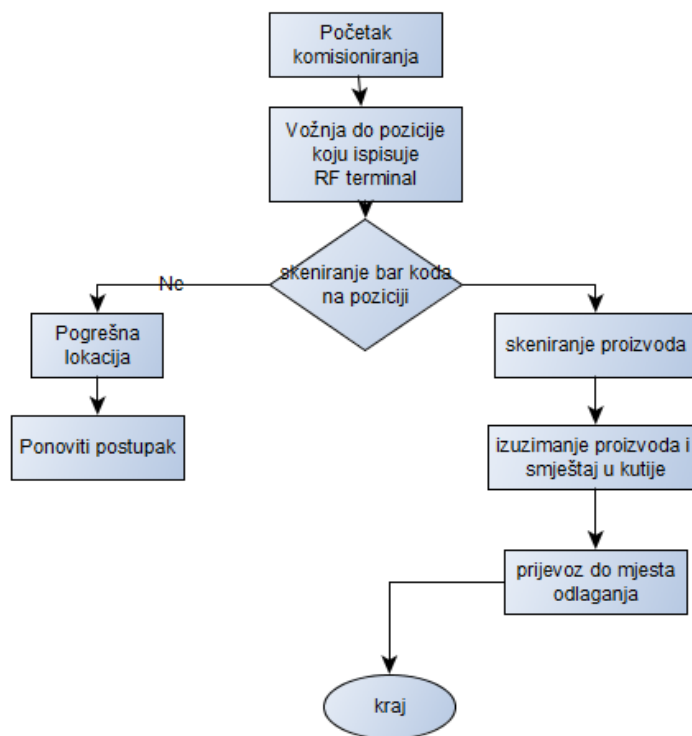 Početak
komisioniranja
Vožnja do pozicije
koju ispisuje
RF terminal
skeniranje bar koda
na poziciji
Ne
Pogrešna
lokacija
Ponoviti postupak
skeniranje proizvoda
izuzimanje proizvoda i
smještaj u kutije
prijevoz do mjesta
odlaganja
kraj